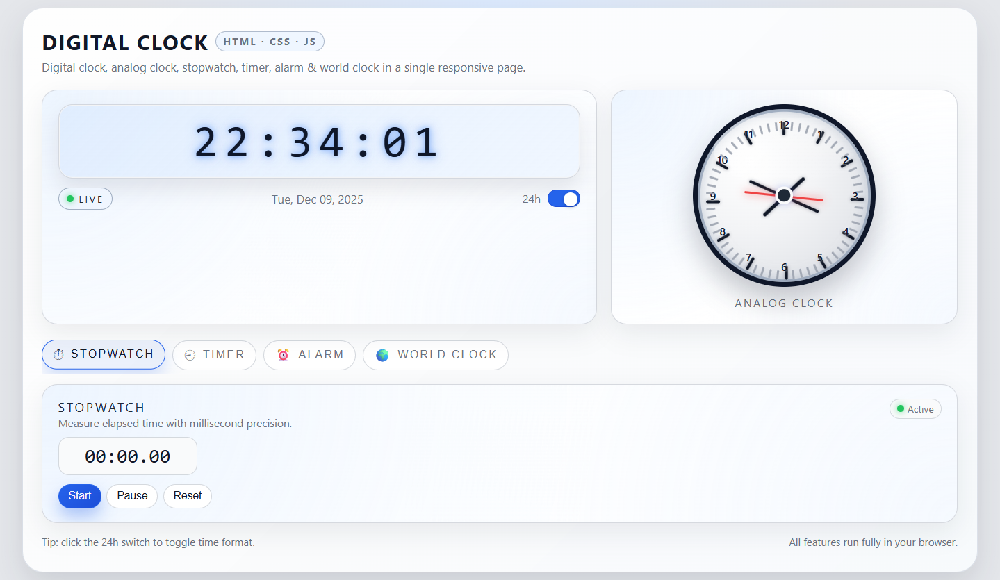 DIGITAL CLOCK HTML · CSS · JS
Digital clock, analog clock, stopwatch, timer, alarm & world clock in a single responsive page.
22:34:01
LIVE Tue, Dec 09, 2025 24h
12
1
2
3
4
5
6
7
8
9
10
11
ANALOG CLOCK
STOPWATCH TIMER ALARM WORLD CLOCK
STOPWATCH
Active
Measure elapsed time with millisecond precision.
00:00.00
Start Pause Reset
Tip: click the 24h switch to toggle time format. All features run fully in your browser.